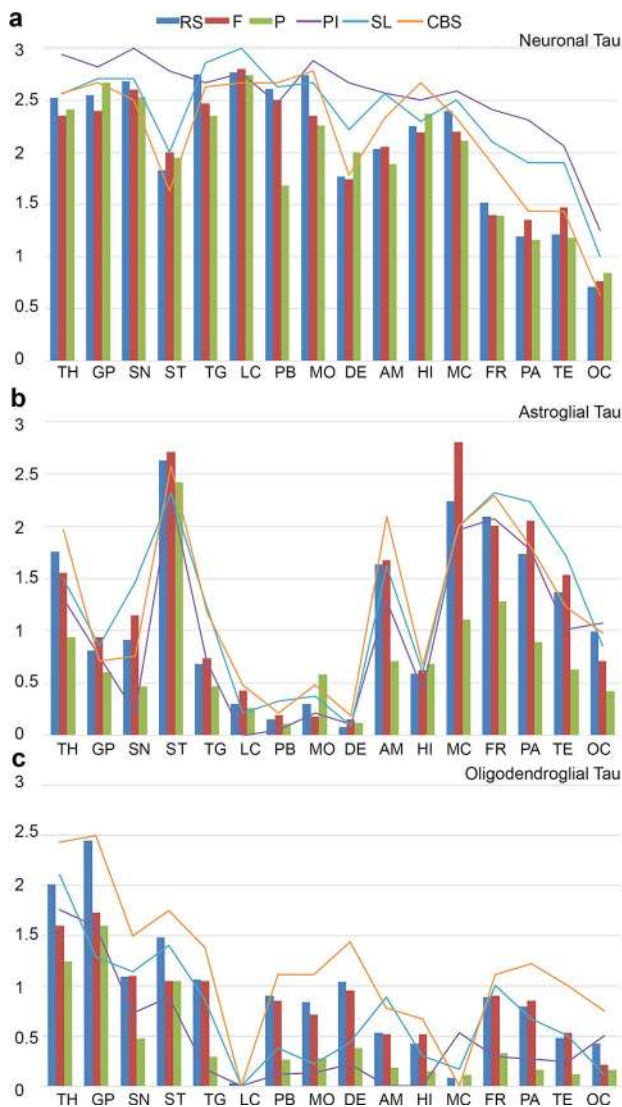 a
RS F P PI SL CBS
Neuronal Tau
3
2.5
2
1.5
1
0.5
0
TH GP SN ST TG LC PB MO DE AM HI MC FR PA TE OC
b
Astroglial Tau
3
2.5
2
1.5
1
0.5
0
TH GP SN ST TG LC PB MO DE AM HI MC FR PA TE OC
c
Oligodendroglial Tau
3
2.5
2
1.5
1
0.5
0
TH GP SN ST TG LC PB MO DE AM HI MC FR PA TE OC